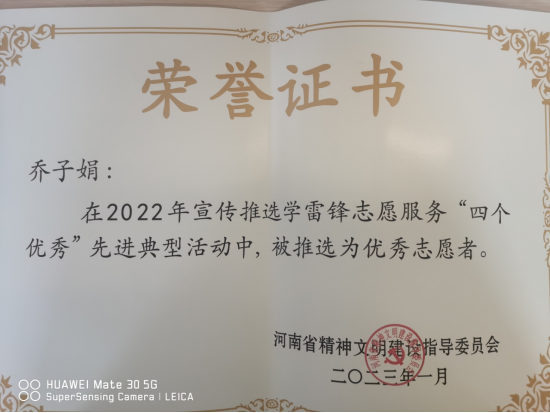 荣誉证书
乔子娟:
在2022年宣传推选学雷锋志愿服务“四个
优秀”先进典型活动中,被推选为优秀志愿者。
河南省精神文明建设指导委员会
二〇二三年一月
HUAWEI Mate 30 5G
SuperSensing Camera | LEICA